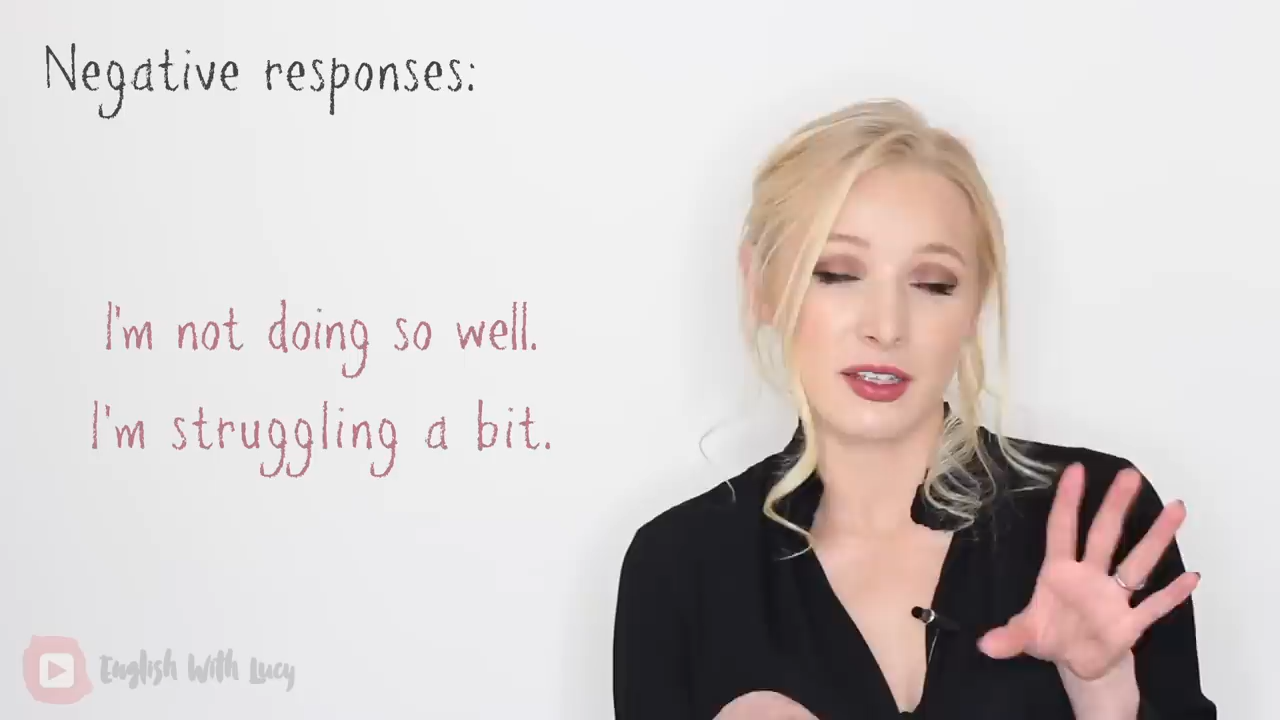 Negative responses:
I'm not doing so well.
I'm struggling a bit.
English With Lucy